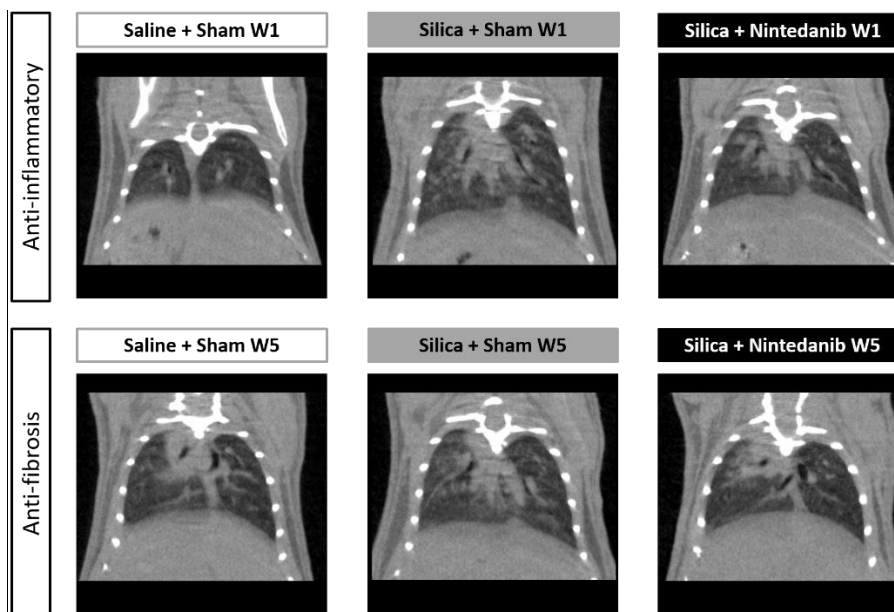 Anti-inflammatory
Saline + Sham W1
Silica + Sham W1
Silica + Nintedanib W1
Anti-fibrosis
Saline + Sham W5
Silica + Sham W5
Silica + Nintedanib W5